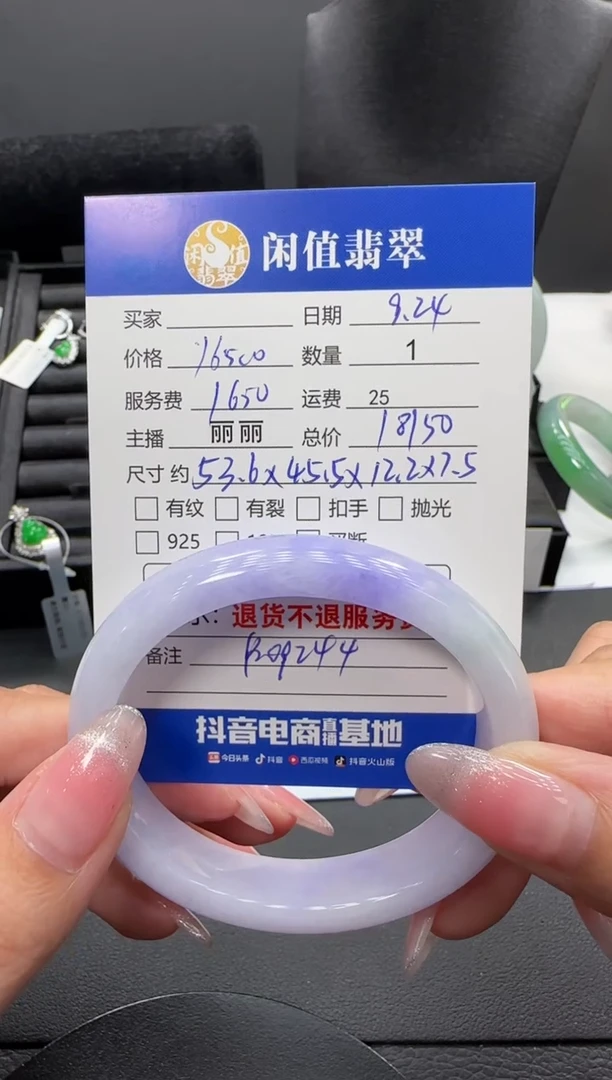 闲值翡翠
闲值翡翠
买家 日期 9.24
价格 16500 数量 1
服务费 1650 运费 25
主播 丽丽 总价 18150
尺寸 约 53.6x45.5x12.2x7.5
□ 有纹 □ 有裂 □ 扣手 □ 抛光
□ 925
退货不退服务费
备注
抖音电商直播基地
今日头条 抖音 西瓜视频 抖音火山版